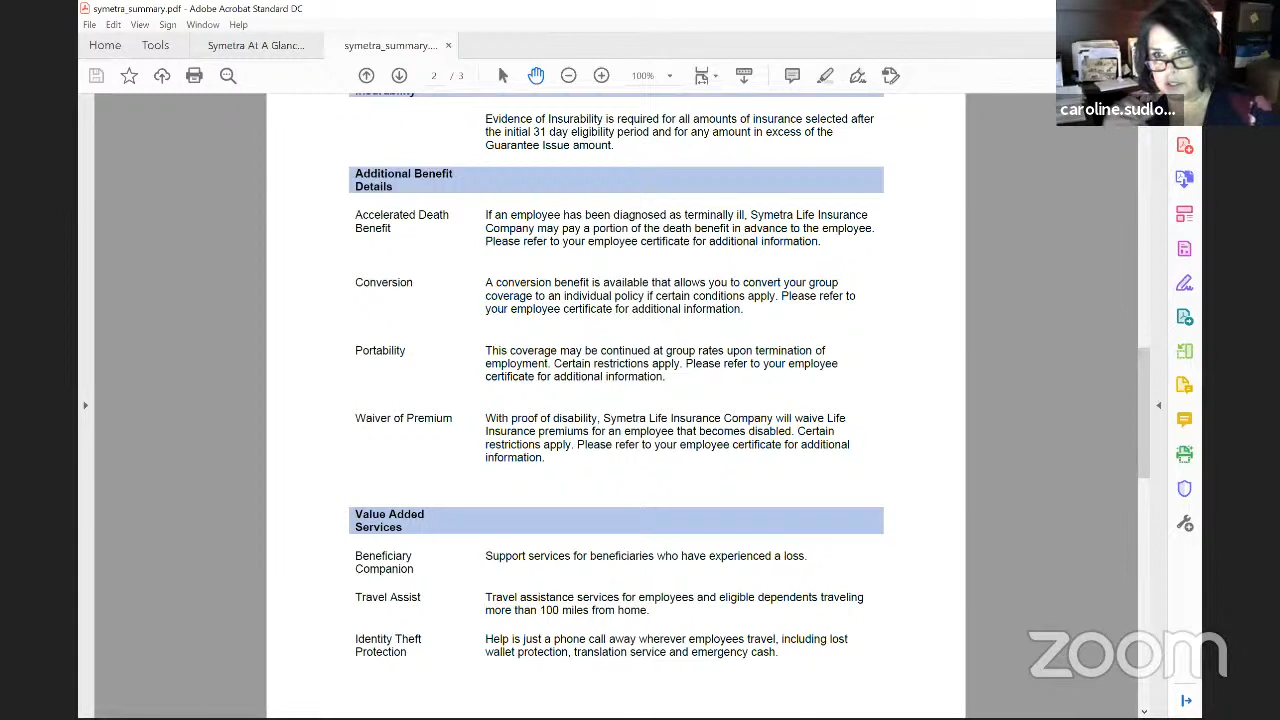 symetra_summary.pdf - Adobe Acrobat Standard DC
File Edit View Sign Window Help
Home Tools Symetra At A Glanc... symetra_summary.... ×
2 / 3 100%
caroline.sudlo...
Insurability
Evidence of Insurability is required for all amounts of insurance selected after
the initial 31 day eligibility period and for any amount in excess of the
Guarantee Issue amount.
Additional Benefit
Details
Accelerated Death
Benefit
If an employee has been diagnosed as terminally ill, Symetra Life Insurance
Company may pay a portion of the death benefit in advance to the employee.
Please refer to your employee certificate for additional information.
Conversion
A conversion benefit is available that allows you to convert your group
coverage to an individual policy if certain conditions apply. Please refer to
your employee certificate for additional information.
Portability
This coverage may be continued at group rates upon termination of
employment. Certain restrictions apply. Please refer to your employee
certificate for additional information.
Waiver of Premium
With proof of disability, Symetra Life Insurance Company will waive Life
Insurance premiums for an employee that becomes disabled. Certain
restrictions apply. Please refer to your employee certificate for additional
information.
Value Added
Services
Beneficiary
Companion
Support services for beneficiaries who have experienced a loss.
Travel Assist
Travel assistance services for employees and eligible dependents traveling
more than 100 miles from home.
Identity Theft
Protection
Help is just a phone call away wherever employees travel, including lost
wallet protection, translation service and emergency cash.
zoom